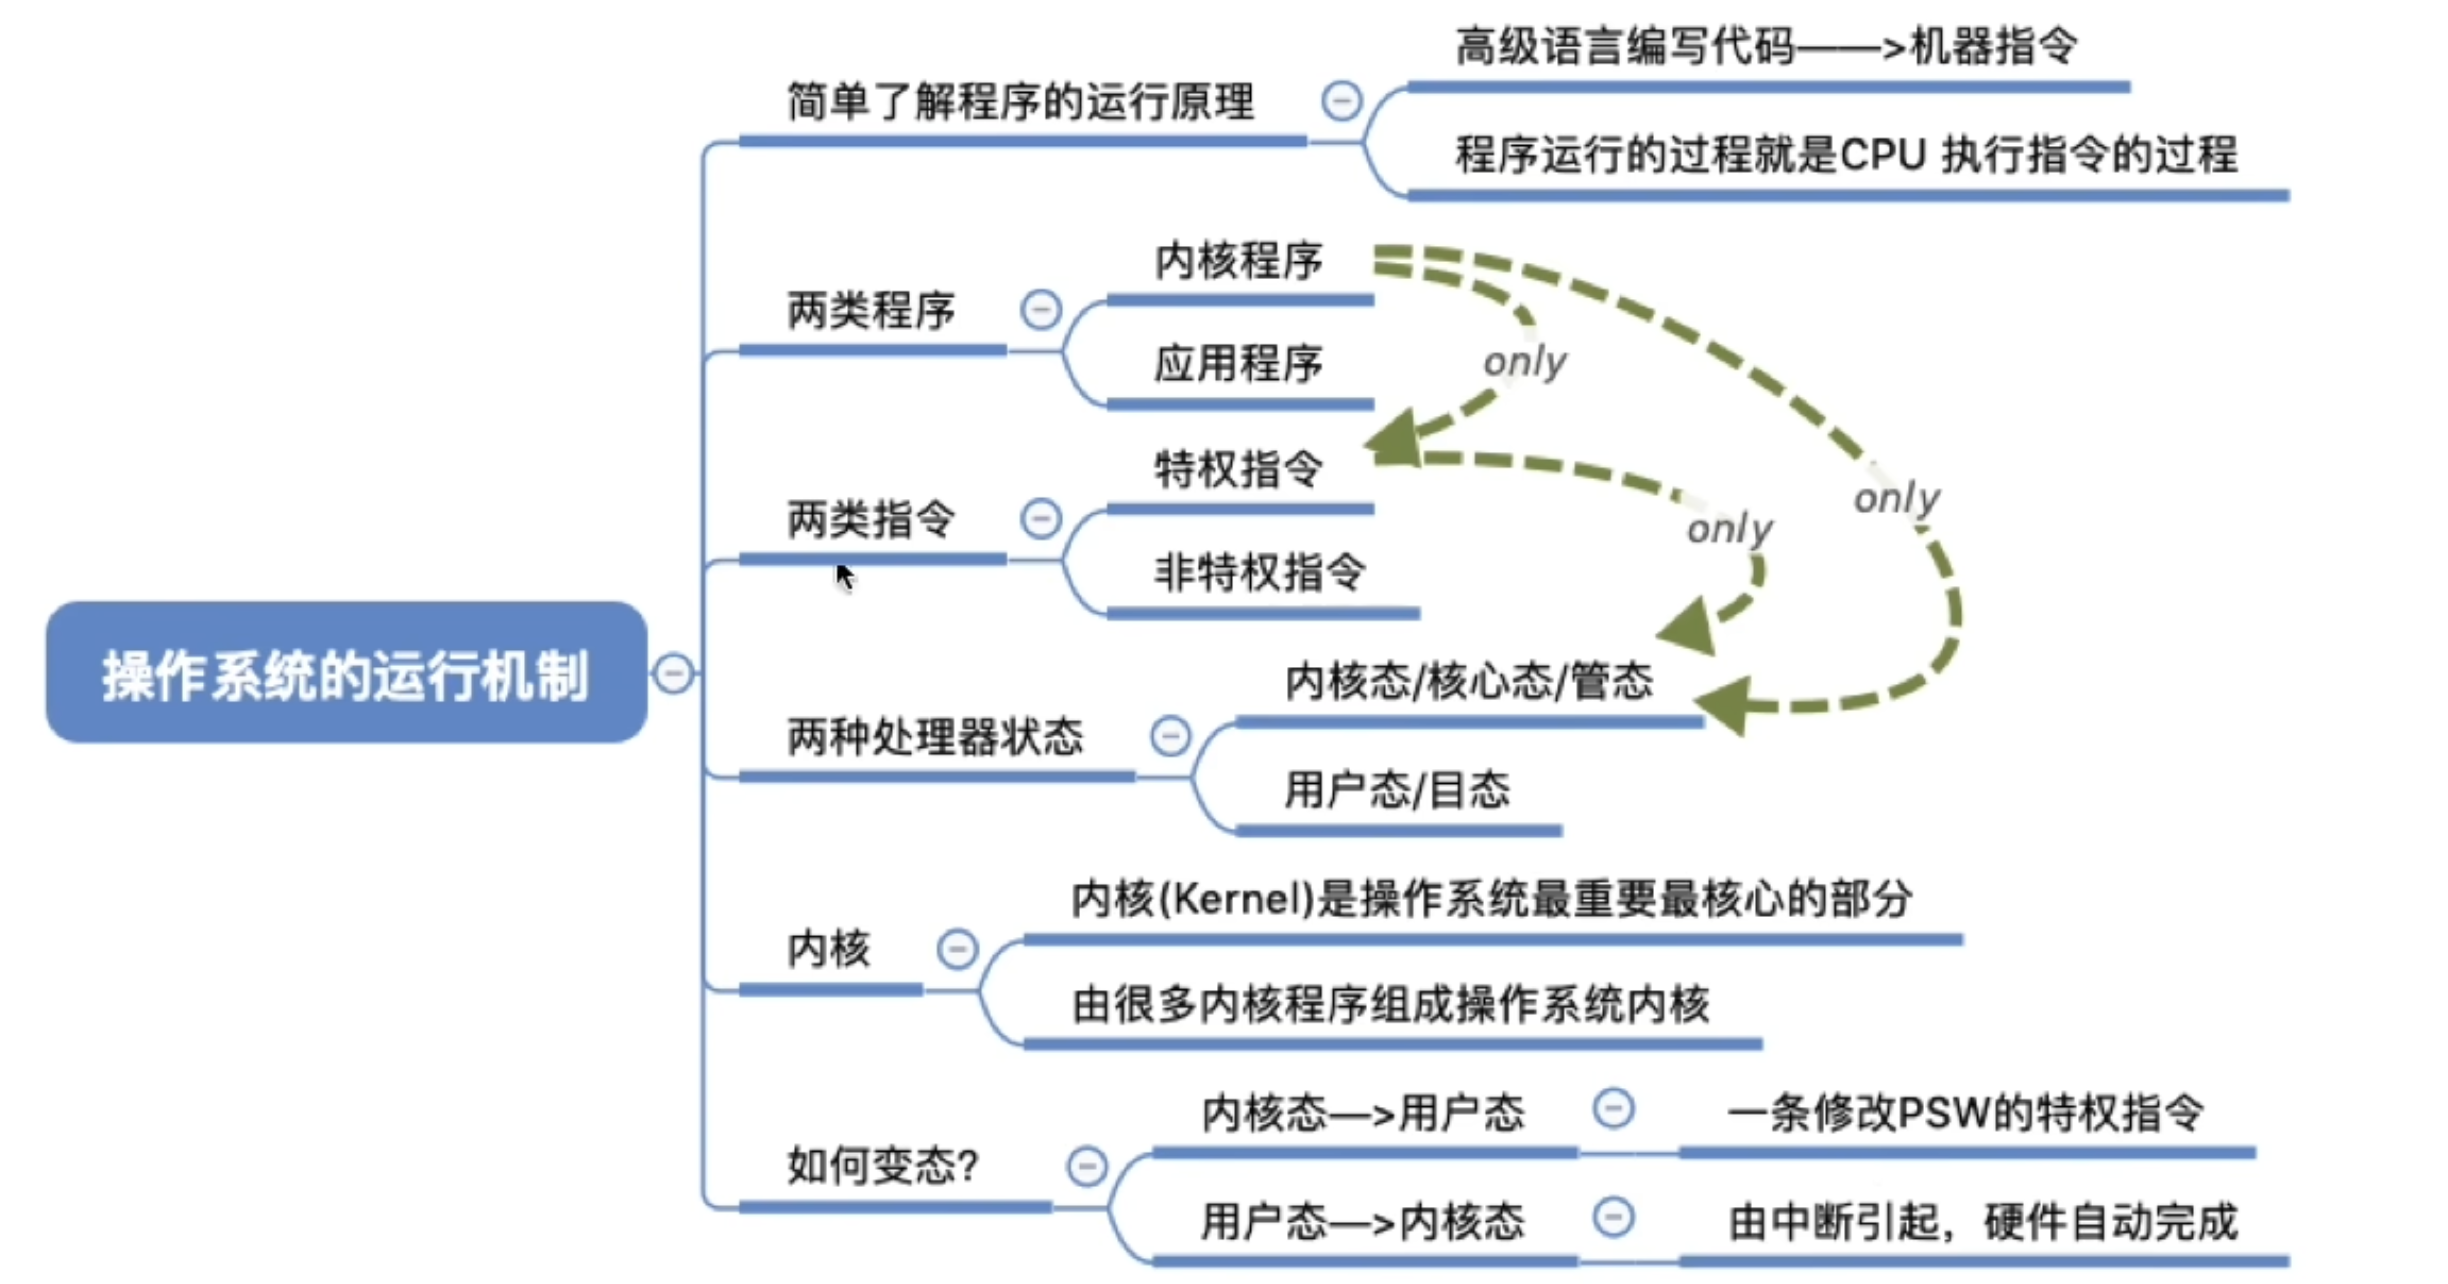 高级语言编写代码——>机器指令
简单了解程序的运行原理
程序运行的过程就是CPU 执行指令的过程
内核程序
两类程序
应用程序
only
特权指令
两类指令
only
only
非特权指令
操作系统的运行机制
内核态/核心态/管态
两种处理器状态
用户态/目态
内核(Kernel)是操作系统最重要最核心的部分
内核
由很多内核程序组成操作系统内核
内核态—>用户态
一条修改PSW的特权指令
如何变态?
用户态—>内核态
由中断引起，硬件自动完成